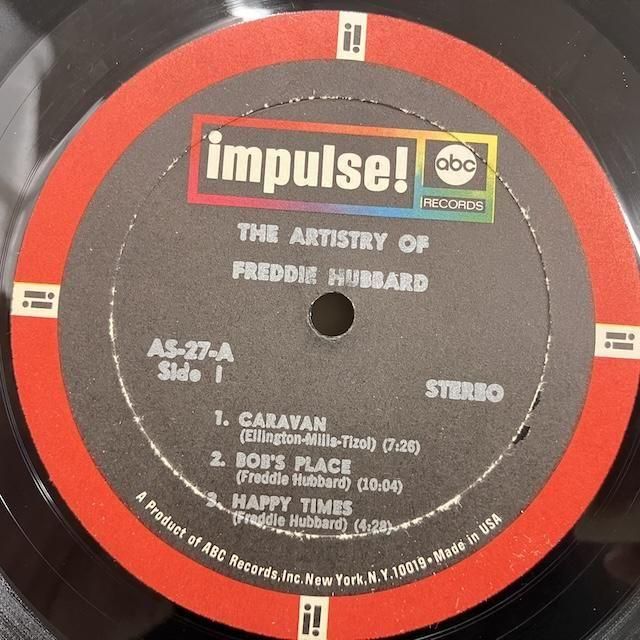 i!
impulse! abc
RECORDS
THE ARTISTRY OF
FREDDIE HUBBARD
i!
i!
AS-27-A
Side 1
STEREO
1. CARAVAN
(Ellington-Mills-Tizol) (7:26)
2. BOB'S PLACE
(Freddie Hubbard) (10:04)
3 HAPPY TIMES
(Freddie Hubbard) (4:28)
A Product of ABC Records, Inc. New York, N.Y. 10019 • Made in USA
i!